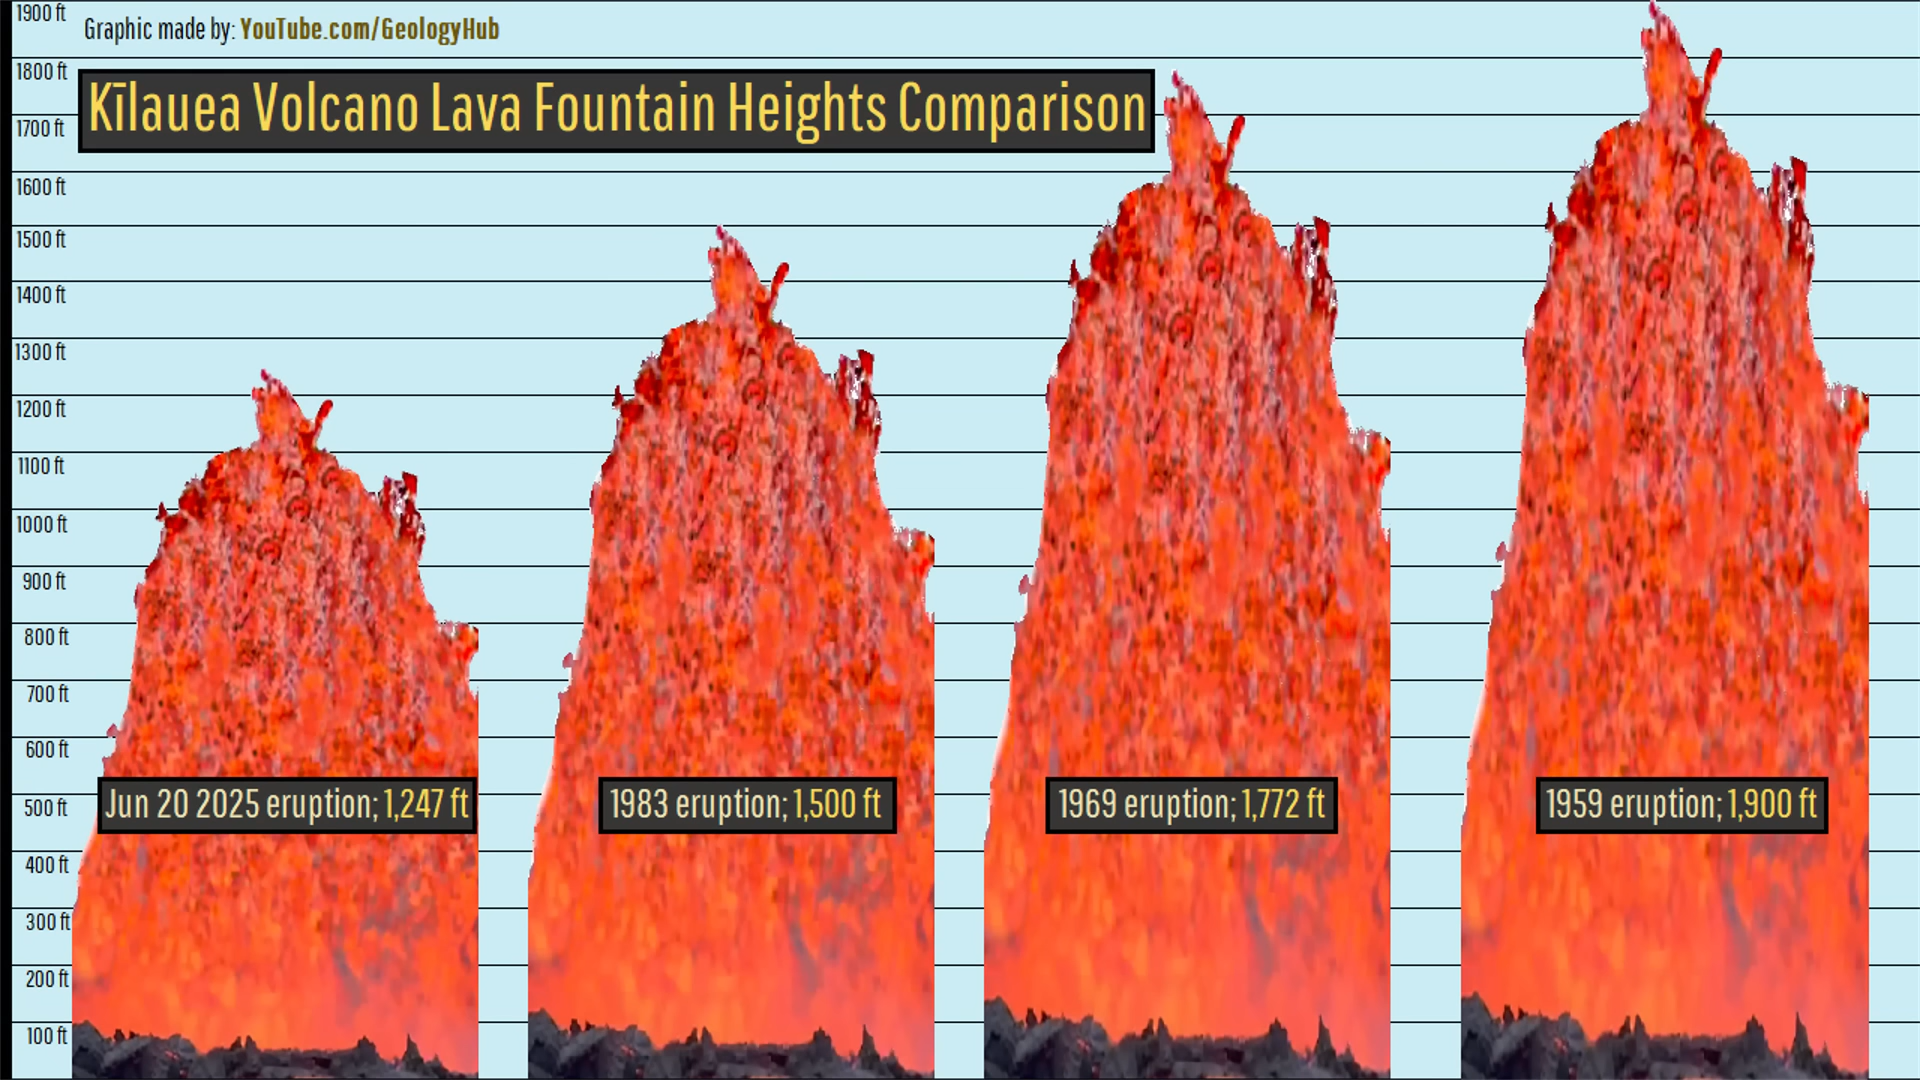 1900 ft
Graphic made by: YouTube.com/GeologyHub
1800 ft
Kīlauea Volcano Lava Fountain Heights Comparison
1700 ft
1600 ft
1500 ft
1400 ft
1300 ft
1200 ft
1100 ft
1000 ft
900 ft
800 ft
700 ft
600 ft
500 ft
Jun 20 2025 eruption; 1,247 ft
1983 eruption; 1,500 ft
1969 eruption; 1,772 ft
1959 eruption; 1,900 ft
400 ft
300 ft
200 ft
100 ft